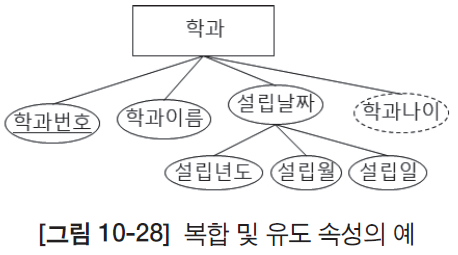 학과
학과번호
학과이름
설립날짜
학과나이
설립년도
설립월
설립일
[그림 10-28] 복합 및 유도 속성의 예